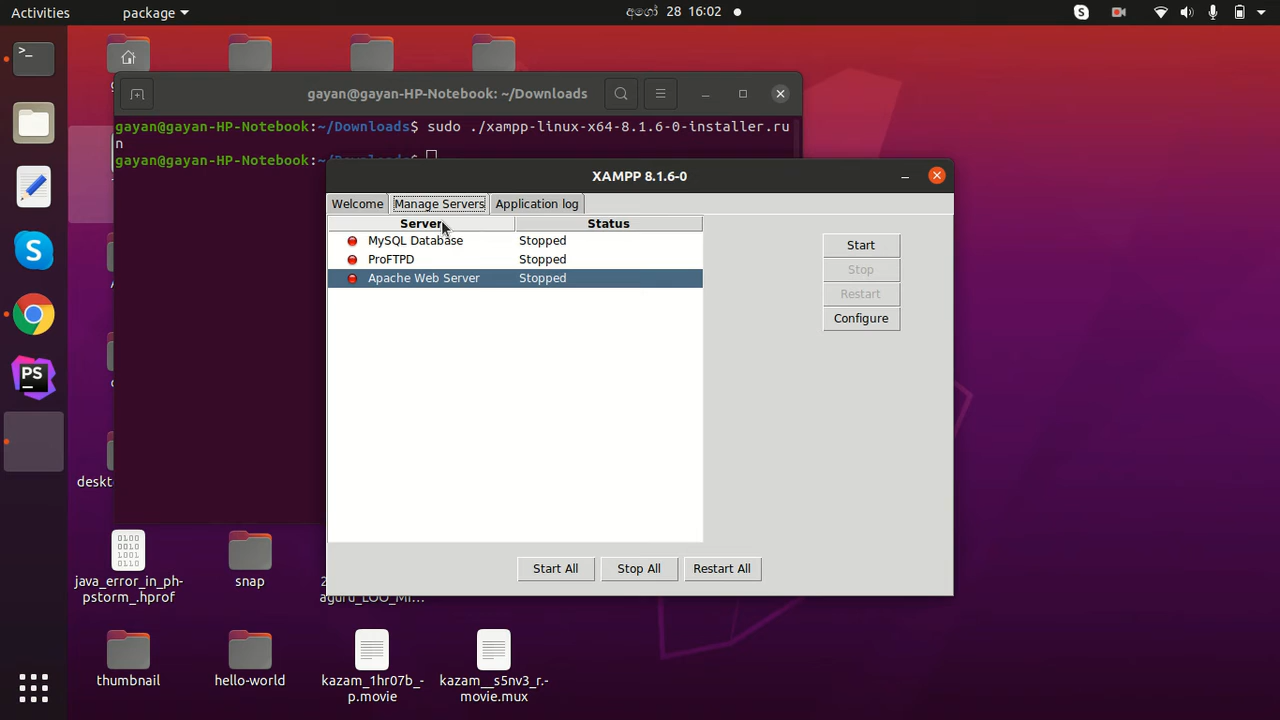 Activities
package
අගෝ 28 16:02
gayan@gayan-HP-Notebook: ~/Downloads
gayan@gayan-HP-Notebook:~/Downloads$ sudo ./xampp-linux-x64-8.1.6-0-installer.ru
n
gayan@gayan-HP-Notebook:~/Downloads$
XAMPP 8.1.6-0
Welcome
Manage Servers
Application log
Server
Status
MySQL Database Stopped
ProFTPD Stopped
Apache Web Server Stopped
Start
Stop
Restart
Configure
Start All
Stop All
Restart All
PS
S
S
deskt
java_error_in_ph-
pstorm_.hprof
snap
thumbnail
hello-world
kazam_1hr07b_-
p.movie
kazam__s5nv3_r.-
movie.mux